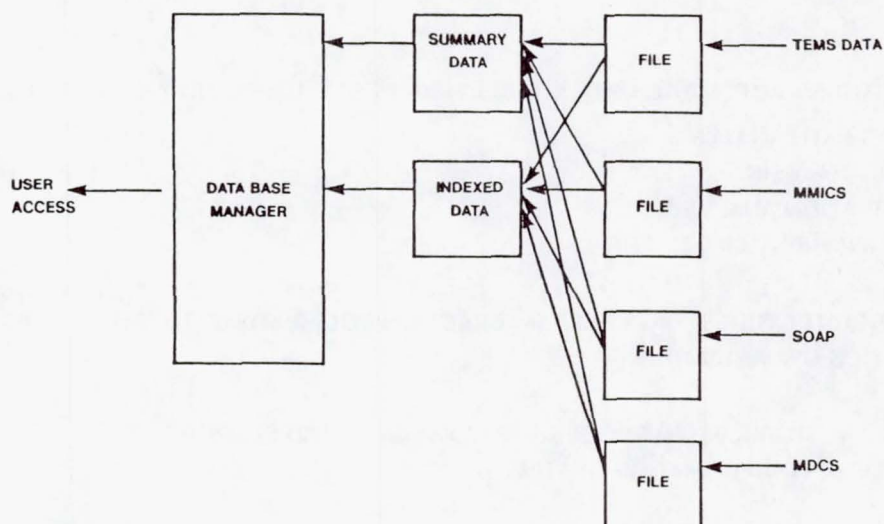 SUMMARY
DATA
FILE
TEMS DATA
USER
ACCESS
DATA BASE
MANAGER
INDEXED
DATA
FILE
MMICS
FILE
SOAP
FILE
MDCS